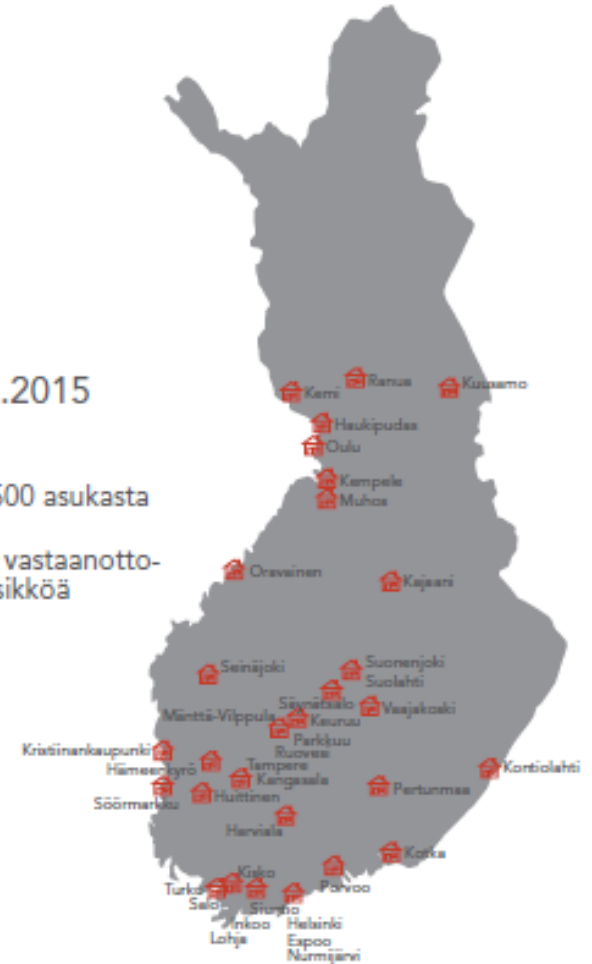 .2015
500 asukasta
vastaanotto-
sikköä
Kemi
Ranua
Kuusamo
Haukipudas
Oulu
Kempele
Muhos
Oravainen
Kajaani
Seinäjoki
Suonenjoki
Suolahti
Säynätsalo
Vaajakoski
Mänttä-Vilppula
Keuruu
Parkkuu
Ruovesi
Kristiinankaupunki
Hämeenkyrö
Tampere
Kangasala
Kontiolahti
Söörmarkku
Huittinen
Pertunmaa
Harviala
Kotka
Porvoo
Kisko
Turku
Salo
Siuntio
Inkoo
Lohja
Helsinki
Espoo
Nurmijärvi